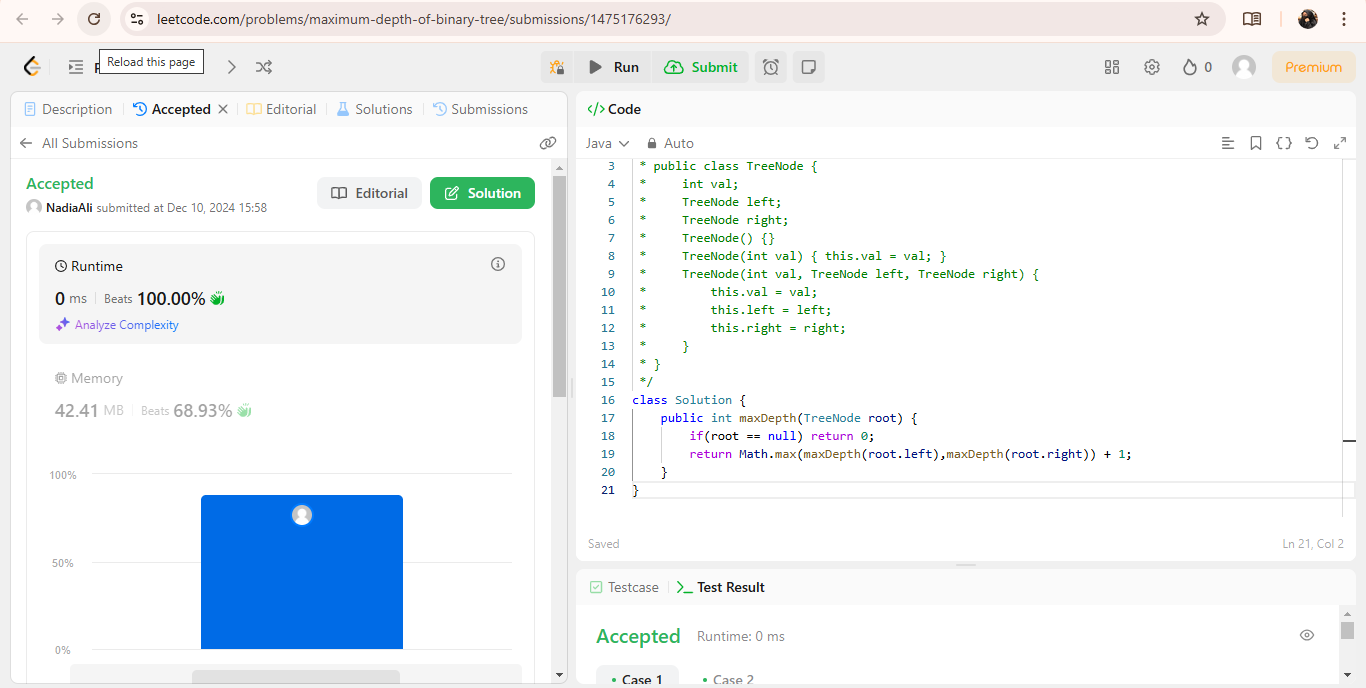 leetcode.com/problems/maximum-depth-of-binary-tree/submissions/1475176293/
Reload this page
Run
Submit
0
Premium
Description
Accepted
Editorial
Solutions
Submissions
All Submissions
Accepted
NadiaAli submitted at Dec 10, 2024 15:58
Editorial
Solution
Runtime
0 ms
Beats 100.00%
Analyze Complexity
Memory
42.41 MB
Beats 68.93%
100%
50%
0%
</> Code
Java
Auto
3 * public class TreeNode {
4 *     int val;
5 *     TreeNode left;
6 *     TreeNode right;
7 *     TreeNode() {}
8 *     TreeNode(int val) { this.val = val; }
9 *     TreeNode(int val, TreeNode left, TreeNode right) {
10 *         this.val = val;
11 *         this.left = left;
12 *         this.right = right;
13 *     }
14 * }
15 */
16 class Solution {
17     public int maxDepth(TreeNode root) {
18         if(root == null) return 0;
19         return Math.max(maxDepth(root.left),maxDepth(root.right)) + 1;
20     }
21 }
Saved
Ln 21, Col 2
Testcase
Test Result
Accepted
Runtime: 0 ms
Case 1
Case 2